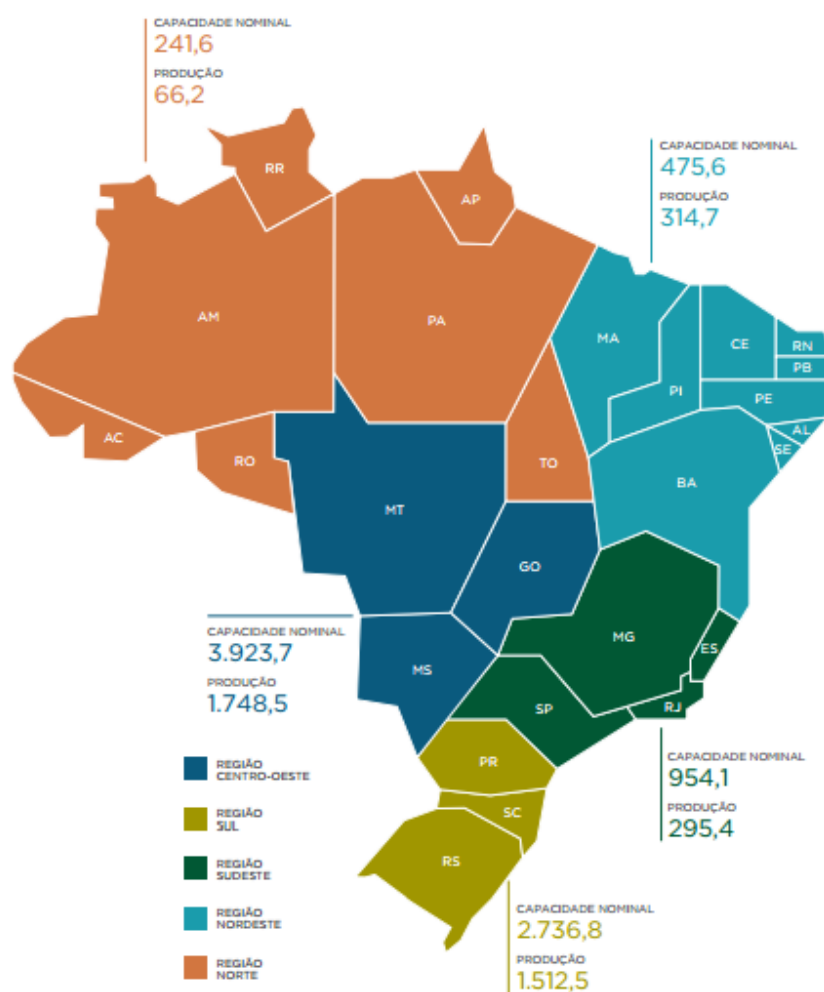 CAPACIDADE NOMINAL
241,6
PRODUÇÃO
66,2
CAPACIDADE NOMINAL
475,6
PRODUÇÃO
314,7
RR
AP
AM
PA
MA
CE
RN
PB
PI
PE
AL
SE
AC
RO
TO
BA
MT
GO
CAPACIDADE NOMINAL
3.923,7
PRODUÇÃO
1.748,5
MG
ES
MS
SP
RJ
CAPACIDADE NOMINAL
954,1
PRODUÇÃO
295,4
PR
SC
RS
REGIÃO
CENTRO-OESTE
REGIÃO
SUL
REGIÃO
SUDESTE
REGIÃO
NORDESTE
REGIÃO
NORTE
CAPACIDADE NOMINAL
2.736,8
PRODUÇÃO
1.512,5